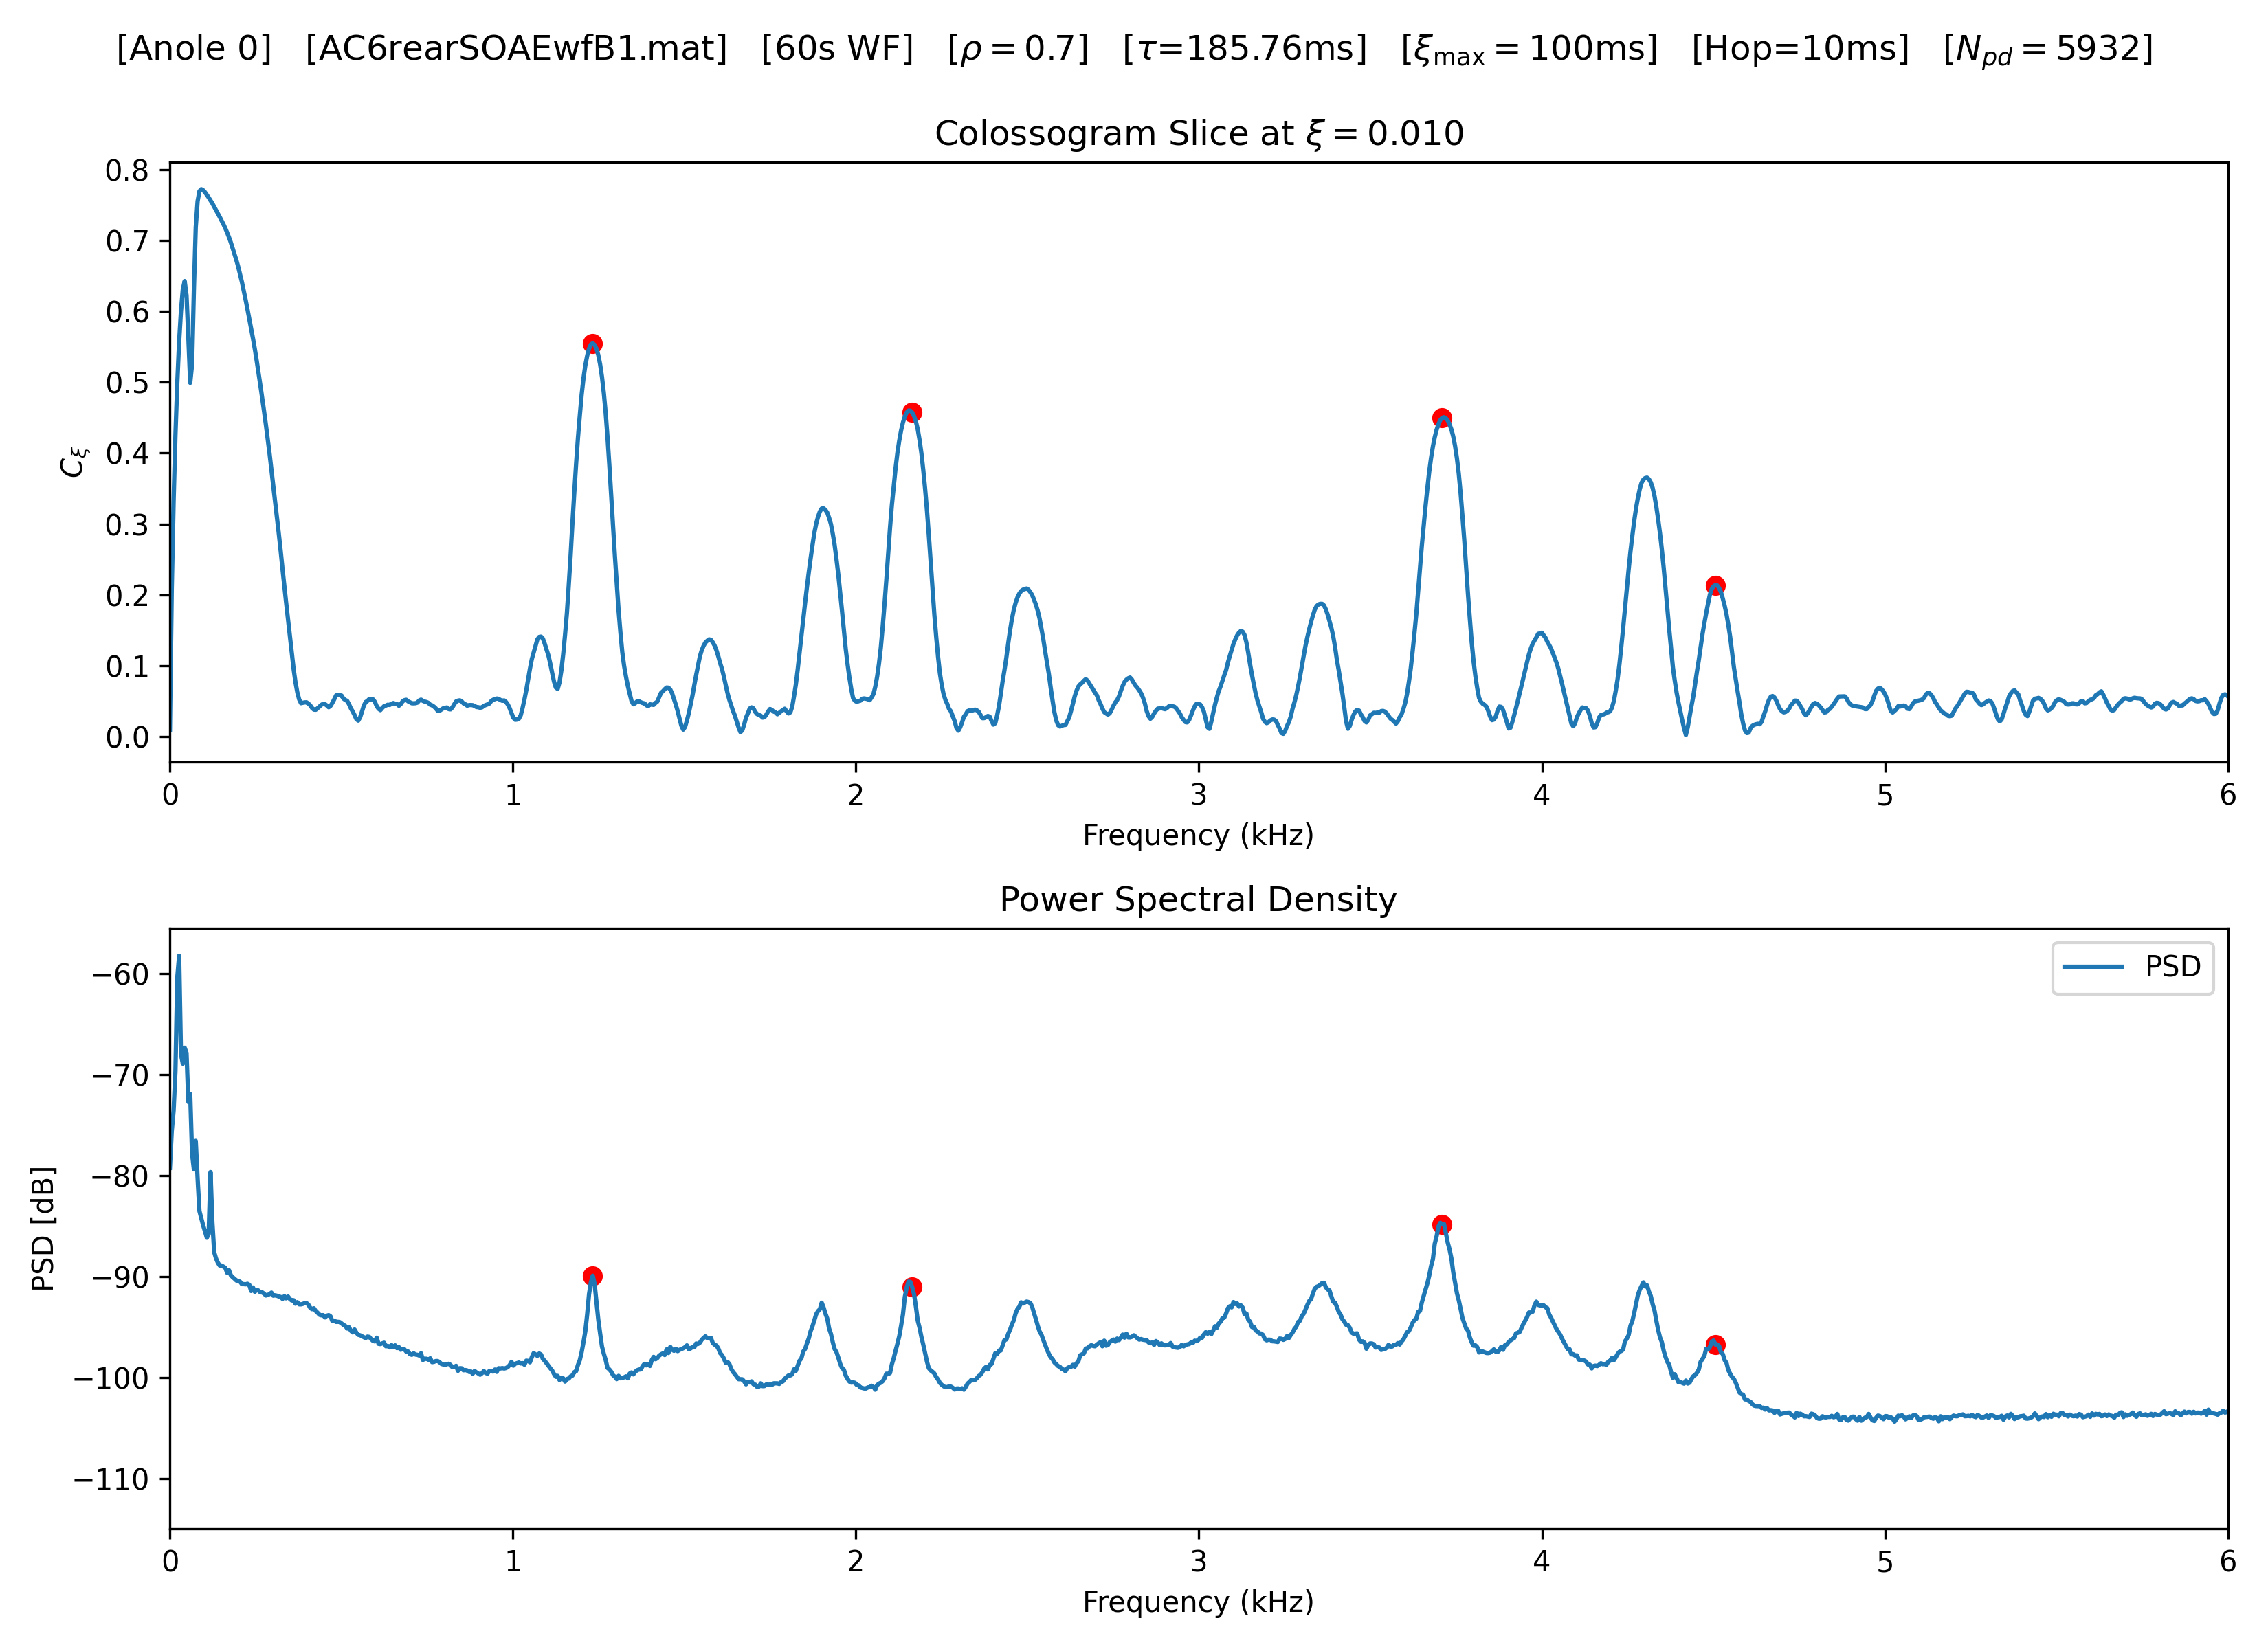 [Anole 0] [AC6rearSOAEwfB1.mat] [60s WF] [ρ = 0.7] [τ=185.76ms] [ξmax = 100ms] [Hop=10ms] [Npd = 5932]
Colossogram Slice at ξ = 0.010
0.8
0.7
0.6
0.5
0.4
0.3
0.2
0.1
0.0
Cξ
0 1 2 3 4 5 6
Frequency (kHz)
Power Spectral Density
PSD
−60
−70
−80
−90
−100
−110
PSD [dB]
0 1 2 3 4 5 6
Frequency (kHz)